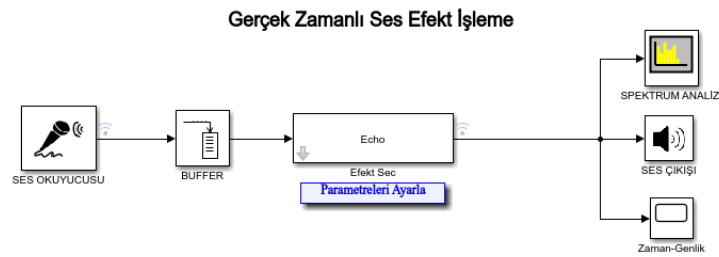 Gerçek Zamanlı Ses Efekt İşleme
SPEKTRUM ANALİZ
SES OKUYUCUSU
BUFFER
Echo
Efekt Sec
Parametreleri Ayarla
SES ÇIKIŞI
Zaman-Genlik